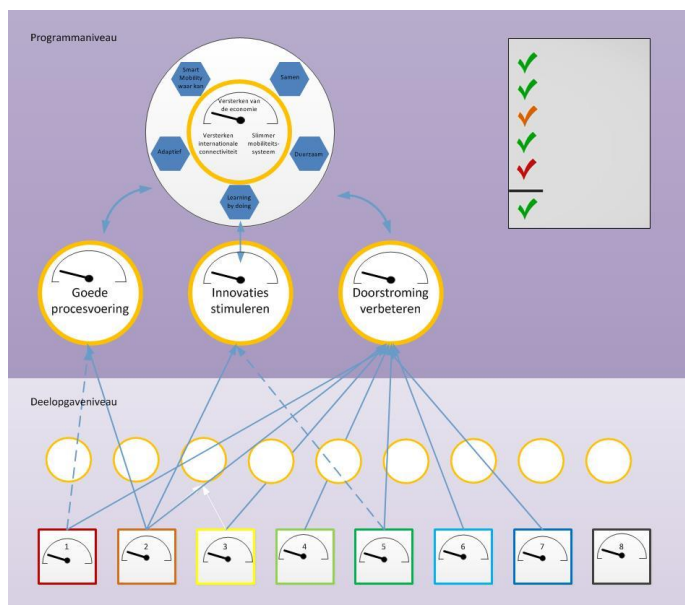 Programmaniveau
Smart
Mobility
waar kan
Samen
Versterken van
de economie
Versterken
internationale
connectiviteit
Slimmer
mobiliteits-
systeem
Adaptief
Duurzaam
Learning
by doing
Goede
procesvoering
Innovaties
stimuleren
Doorstroming
verbeteren
Deelopgaveniveau
1
2
3
4
5
6
7
8